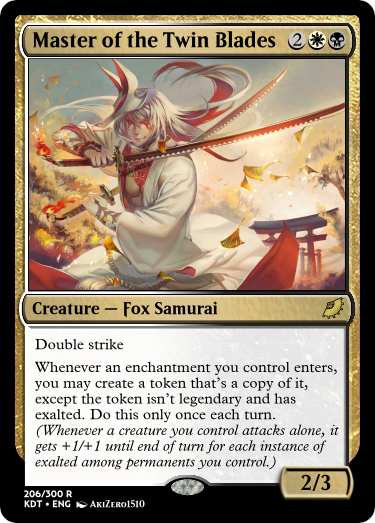 Master of the Twin Blades 2
Creature — Fox Samurai
Double strike
Whenever an enchantment you control enters,
you may create a token that's a copy of it,
except the token isn't legendary and has
exalted. Do this only once each turn.
(Whenever a creature you control attacks alone, it
gets +1/+1 until end of turn for each instance of
exalted among permanents you control.)
2/3
206/300 R
KDT • ENG AkiZero1510